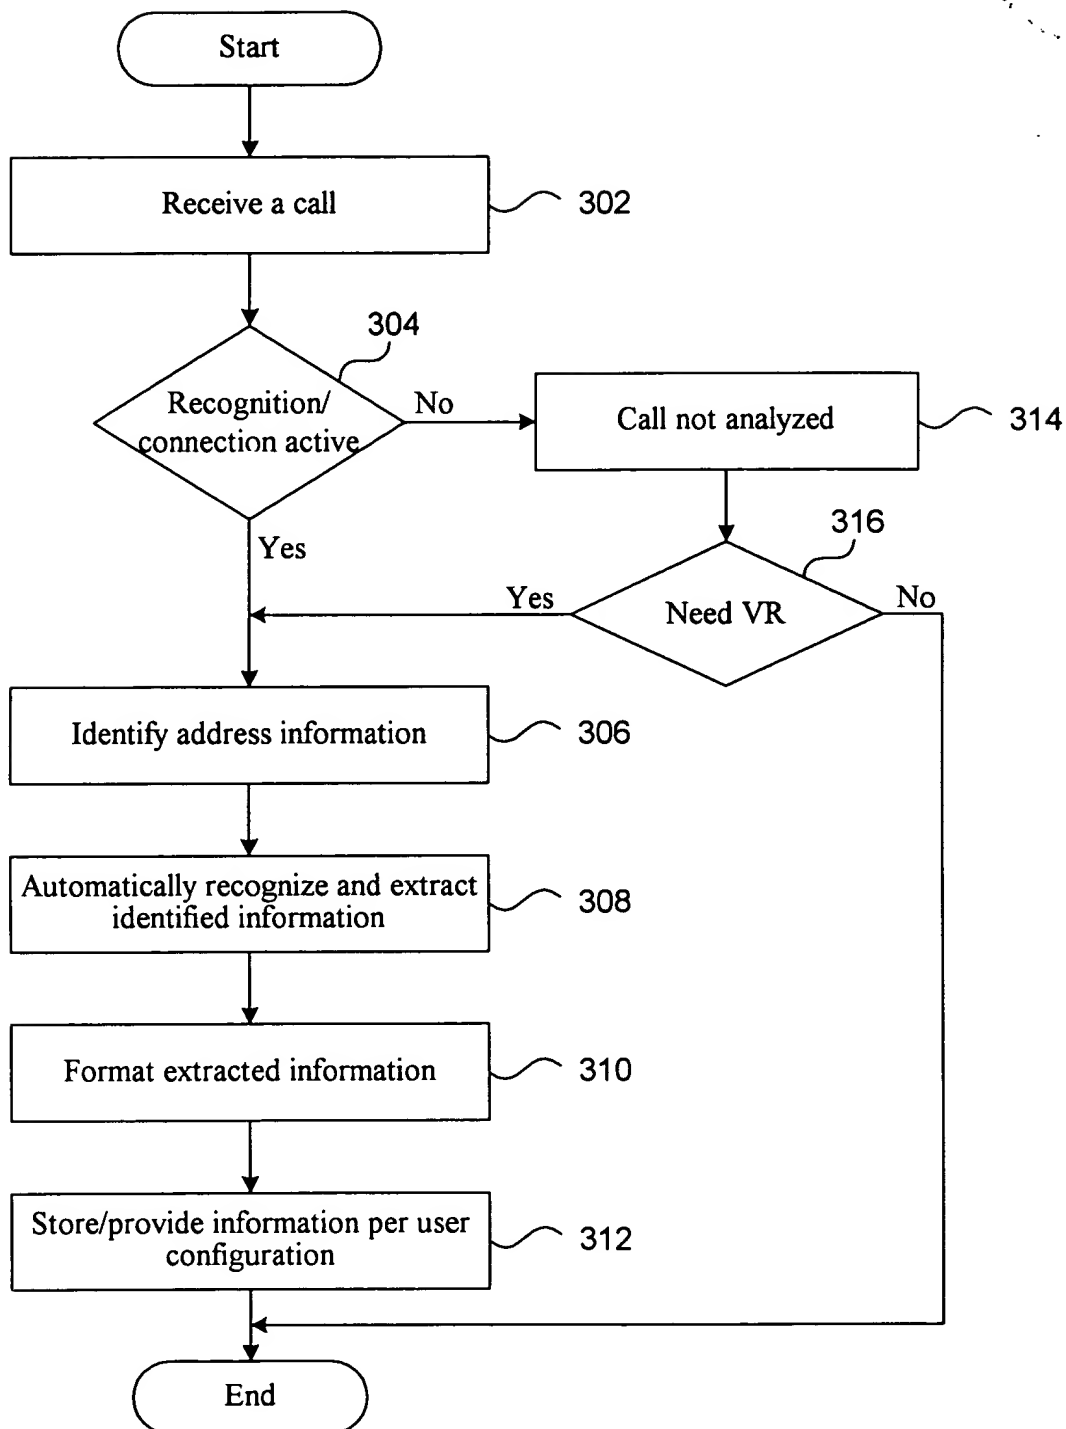 Start
Receive a call
302
304
Recognition/
connection active
No
Call not analyzed
314
Yes
316
Need VR
Yes
No
Identify address information
306
Automatically recognize and extract
identified information
308
Format extracted information
310
Store/provide information per user
configuration
312
End